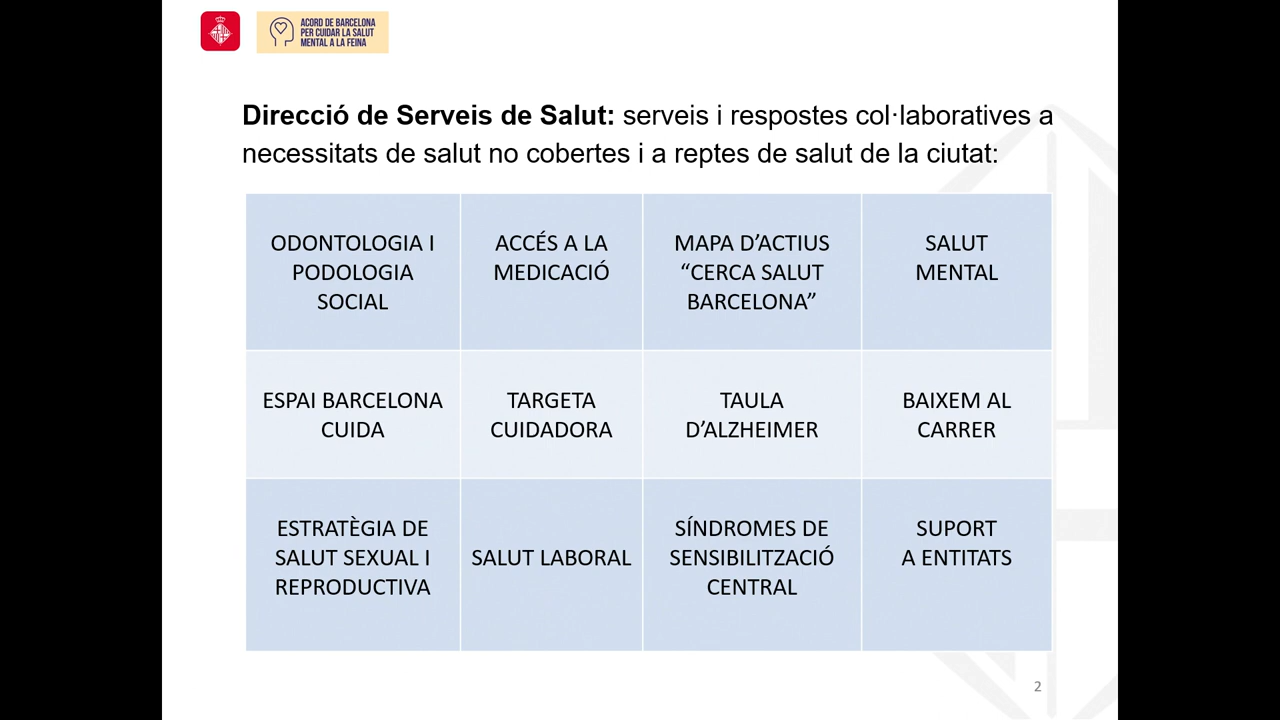 ACORD DE BARCELONA
PER CUIDAR LA SALUT
MENTAL A LA FEINA
Direcció de Serveis de Salut: serveis i respostes col·laboratives a
necessitats de salut no cobertes i a reptes de salut de la ciutat:
ODONTOLOGIA I
PODOLOGIA
SOCIAL
ACCÉS A LA
MEDICACIÓ
MAPA D’ACTIUS
“CERCA SALUT
BARCELONA”
SALUT
MENTAL
ESPAI BARCELONA
CUIDA
TARGETA
CUIDADORA
TAULA
D’ALZHEIMER
BAIXEM AL
CARRER
ESTRATÈGIA DE
SALUT SEXUAL I
REPRODUCTIVA
SALUT LABORAL
SÍNDROMES DE
SENSIBILITZACIÓ
CENTRAL
SUPORT
A ENTITATS
2